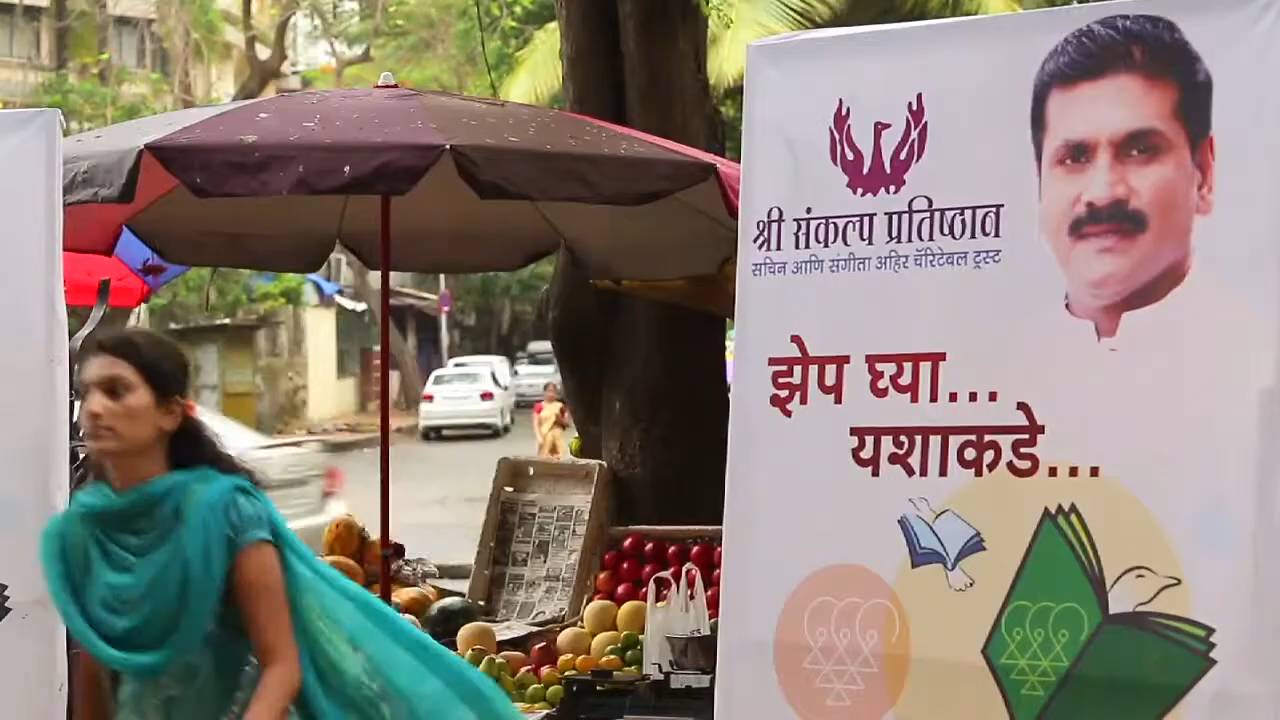 श्री संकल्प प्रतिष्ठान
सचिन आणि संगीता अहिर चॅरिटेबल ट्रस्ट
झेप घ्या...
यशाकडे...